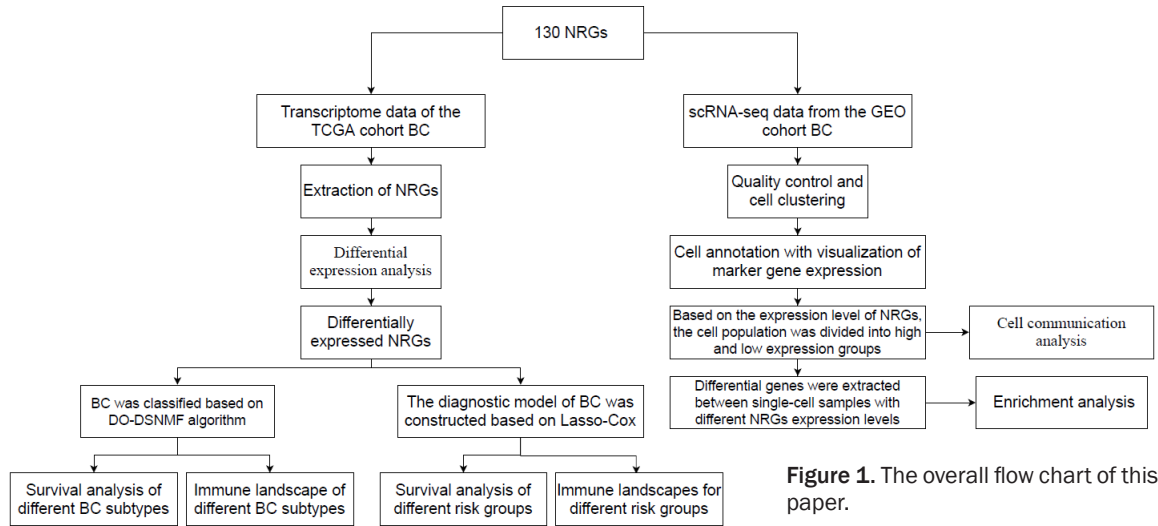 130 NRGs
Transcriptome data of the
TCGA cohort BC
Extraction of NRGs
Differential
expression analysis
Differentially
expressed NRGs
BC was classified based on
DO-DSNMF algorithm
The diagnostic model of BC was
constructed based on Lasso-Cox
Survival analysis of
different BC subtypes
Immune landscape of
different BC subtypes
Survival analysis of
different risk groups
Immune landscapes for
different risk groups
scRNA-seq data from the GEO
cohort BC
Quality control and
cell clustering
Cell annotation with visualization of
marker gene expression
Based on the expression level of NRGs,
the cell population was divided into high
and low expression groups
Cell communication
analysis
Differential genes were extracted
between single-cell samples with
different NRGs expression levels
Enrichment analysis
Figure 1. The overall flow chart of this
paper.